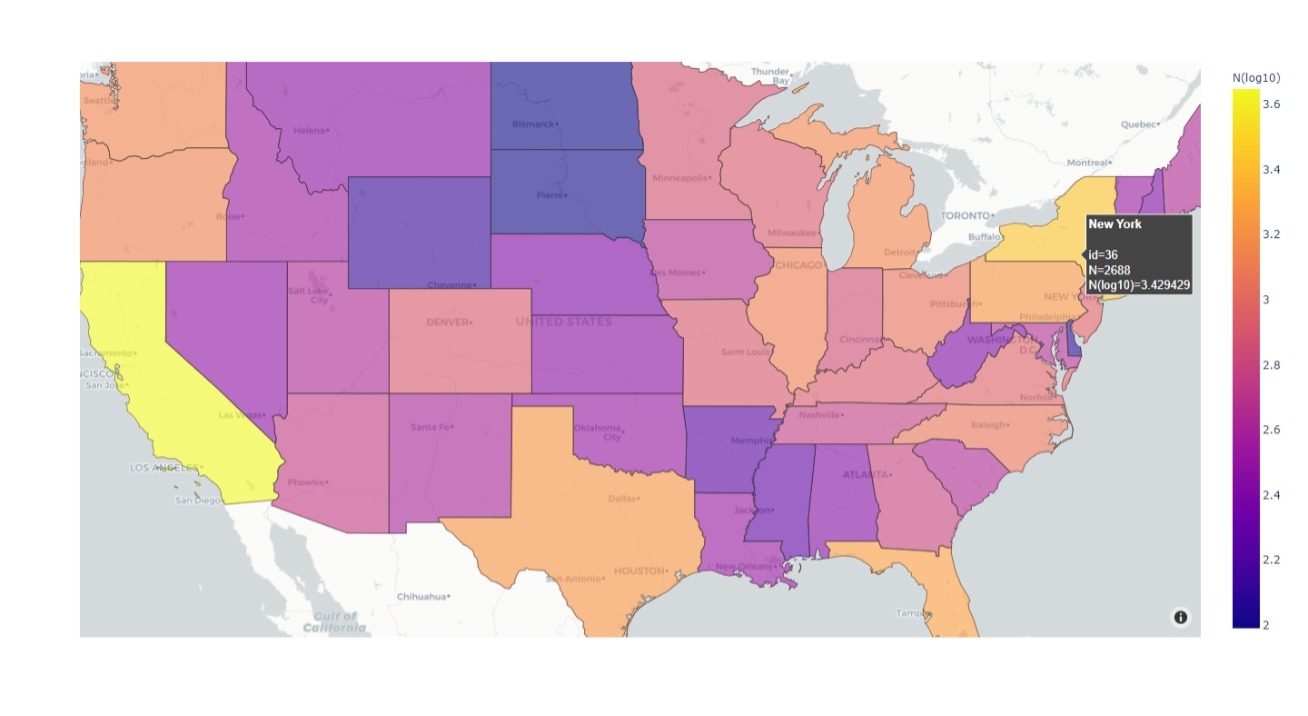 N(log10)
3.6
3.4
3.2
3
2.8
2.6
2.4
2.2
2
Thunder
Bay
Quebec
Montreal
Seattle
Helena
Bismarck
Pierre
Minneapolis
Boise
Milwaukee
TORONTO
Buffalo
Detroit
New York
id=36
N=2688
N(log10)=3.429429
CHICAGO
Cleveland
Des Moines
Salt Lake
City
Cheyenne
NEW YORK
Pittsburgh
Philadelphia
DENVER
UNITED STATES
Sacramento
San Jose
Saint Louis
Cincinnati
WASHINGTON
D.C.
Norfolk
Las Vegas
Santa Fe
Oklahoma
City
Nashville
Raleigh
Memphis
LOS ANGELES
San Diego
Phoenix
Dallas
ATLANTA
Jackson
San Antonio
HOUSTON
New Orleans
Chihuahua
Gulf of
California
Tampa
i